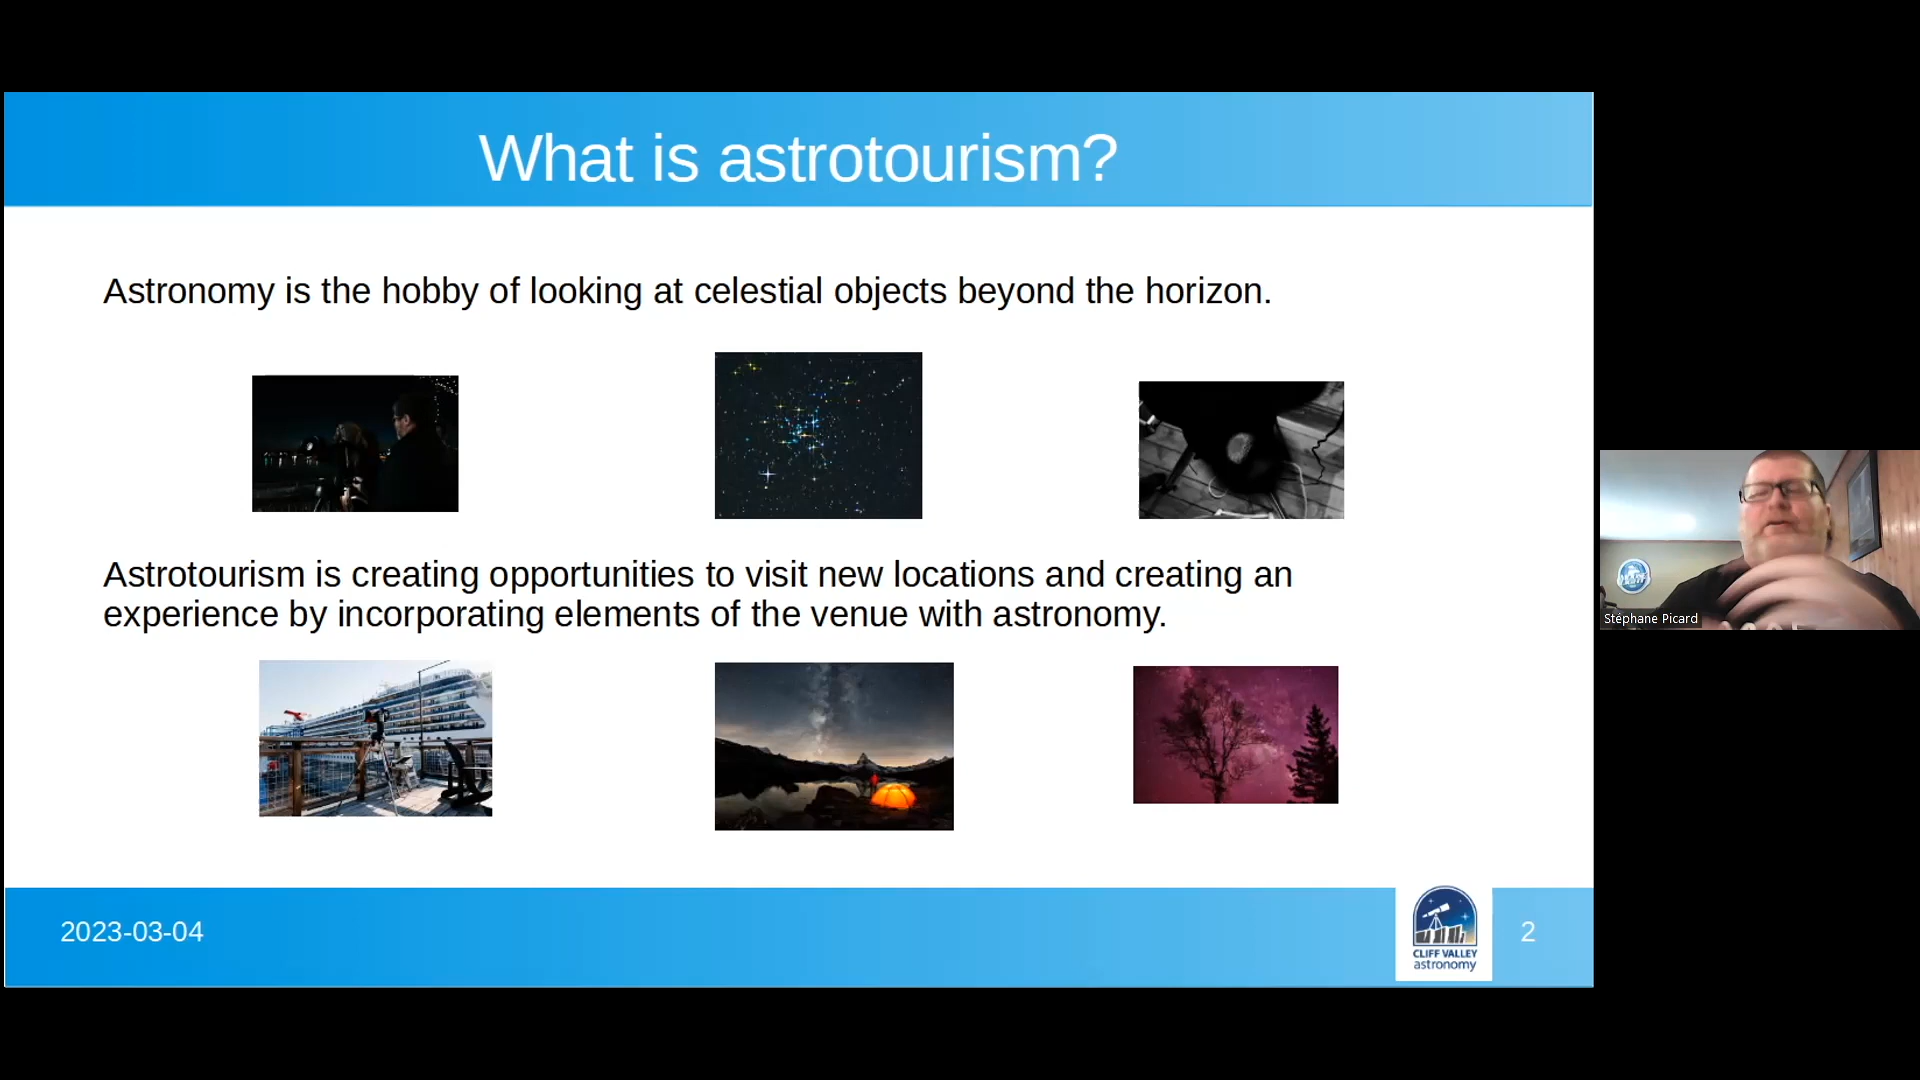 What is astrotourism?
Astronomy is the hobby of looking at celestial objects beyond the horizon.
Astrotourism is creating opportunities to visit new locations and creating an
experience by incorporating elements of the venue with astronomy.
Stéphane Picard
2023-03-04
CLIFF VALLEY
astronomy
2